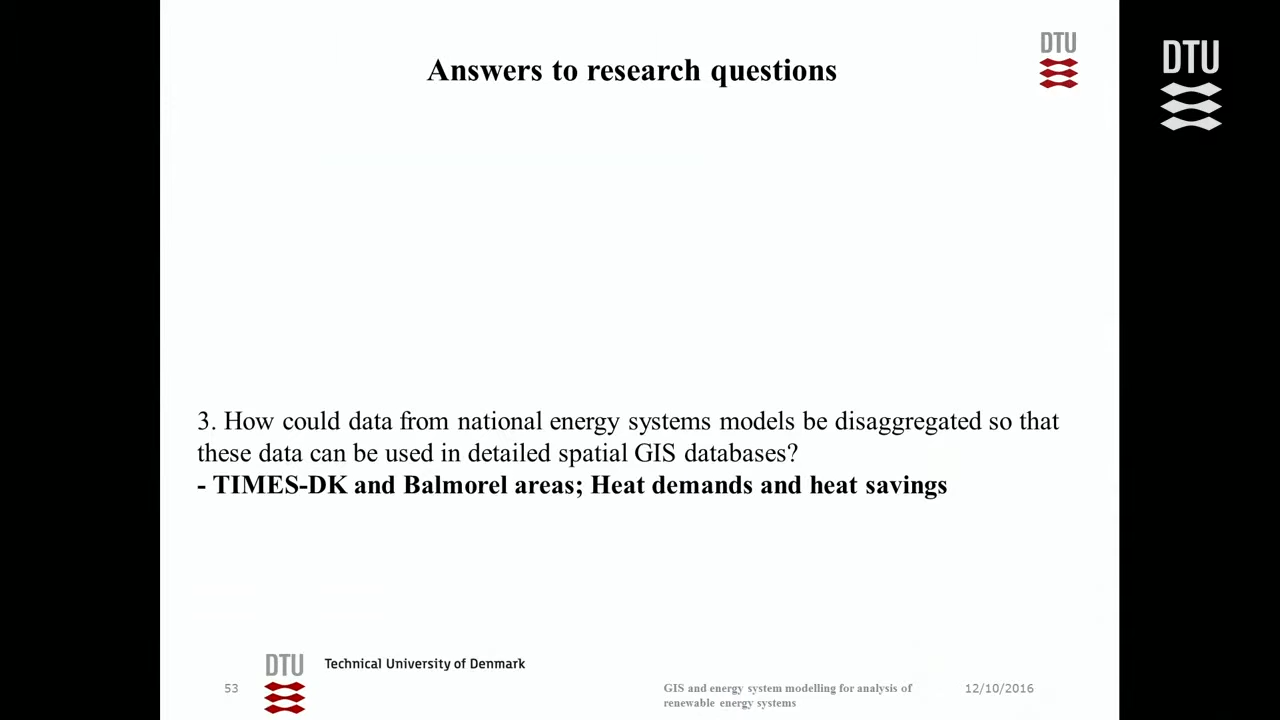 Answers to research questions
DTU
DTU
3. How could data from national energy systems models be disaggregated so that
these data can be used in detailed spatial GIS databases?
- TIMES-DK and Balmorel areas; Heat demands and heat savings
53
DTU
Technical University of Denmark
GIS and energy system modelling for analysis of
renewable energy systems
12/10/2016